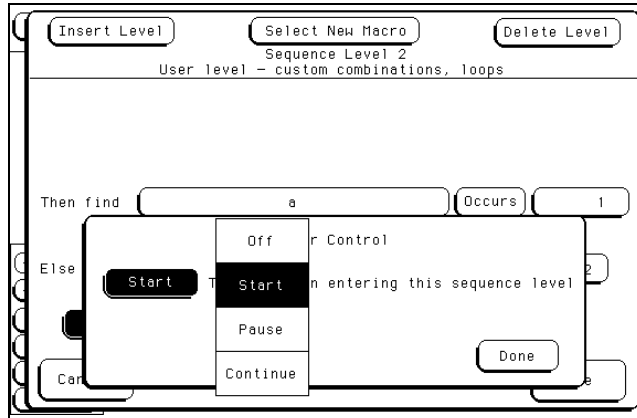 Insert Level Select New Macro Delete Level
Sequence Level 2
User level — custom combinations, loops
Then find a Occurs 1
Off r Control
Else 2
Start T Start n entering this sequence level
Pause
Done
Continue
Can e